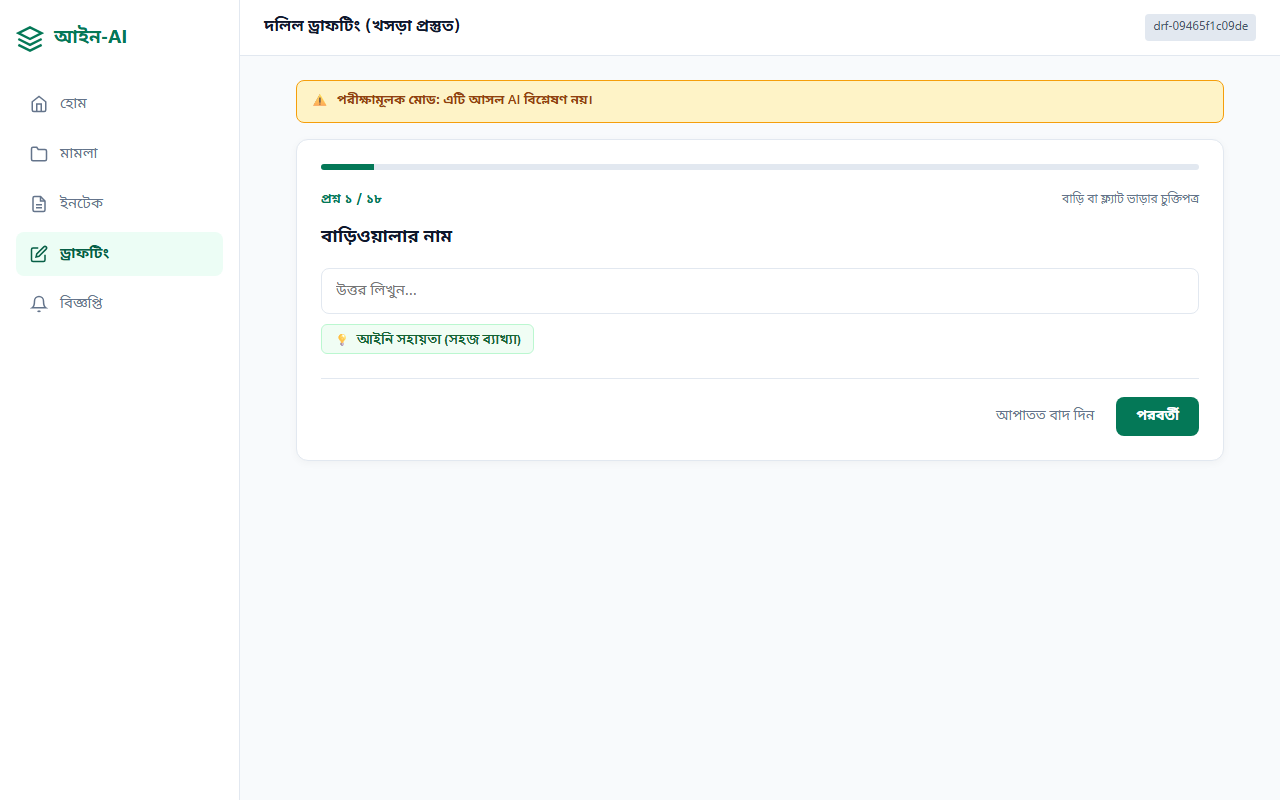 আইন-AI
হোম
মামলা
ইনটেক
ড্রাফটিং
বিজ্ঞপ্তি
দলিল ড্রাফটিং (খসড়া প্রস্তুত)
drf-09465f1c09de
পরীক্ষামূলক মোড: এটি আসল AI বিশ্লেষণ নয়।
প্রশ্ন ১ / ১৮
বাড়ি বা ফ্ল্যাট ভাড়ার চুক্তিপত্র
বাড়িওয়ালার নাম
উত্তর লিখুন...
আইনি সহায়তা (সহজ ব্যাখ্যা)
আপাতত বাদ দিন
পরবর্তী